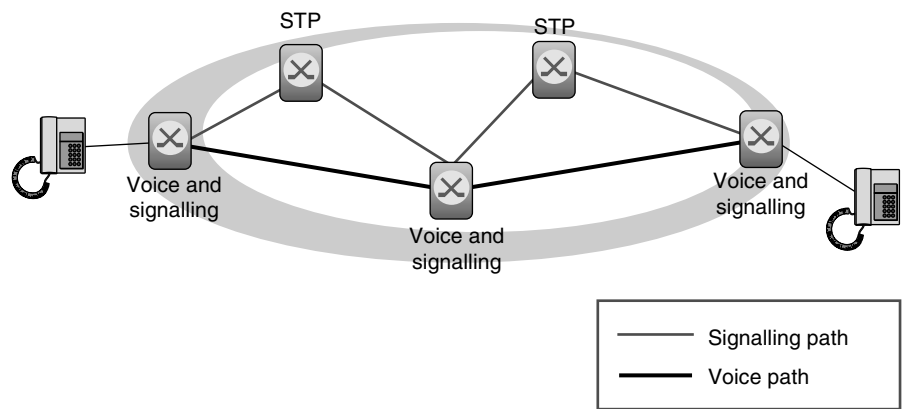 STP
STP
Voice and
signalling
Voice and
signalling
Voice and
signalling
Signalling path
Voice path